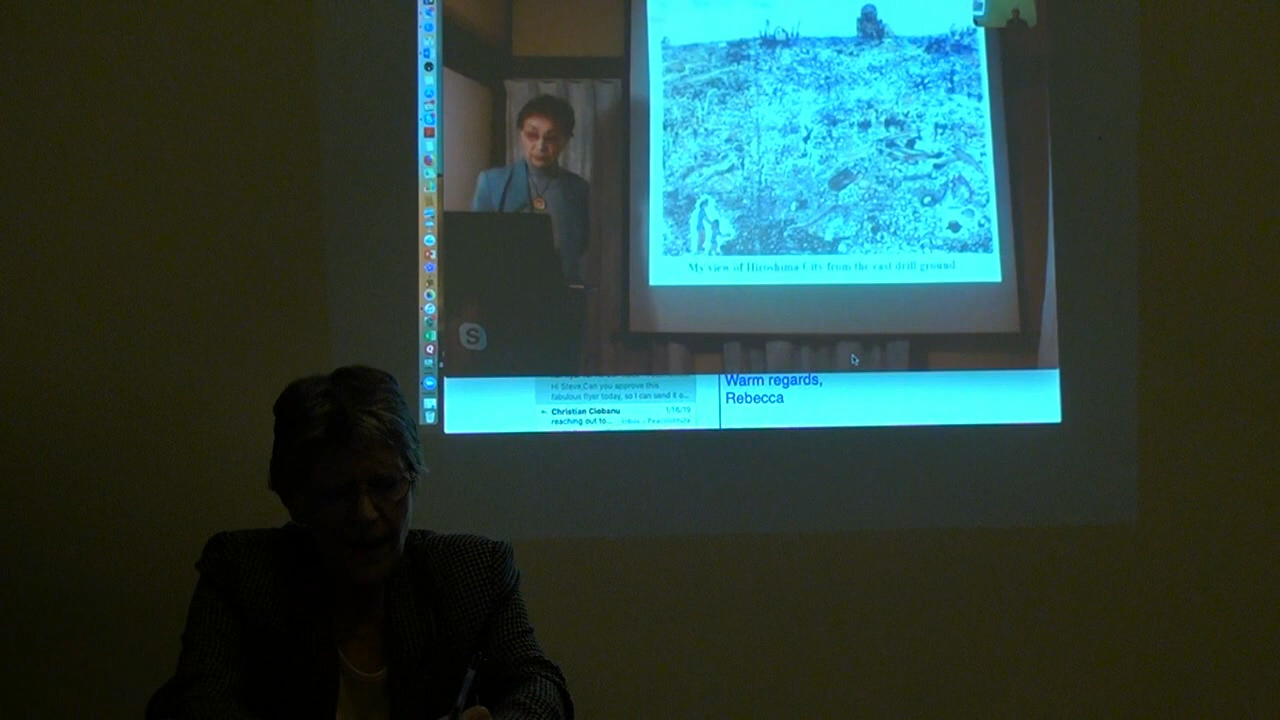 My view of Hiroshima City from the east drill ground
S
Hi Steve,Can you approve this
fabulous flyer today, so I can send it o...
Christian Ciobanu 1/16/19
reaching out to... Inbox -
Warm regards,
Rebecca